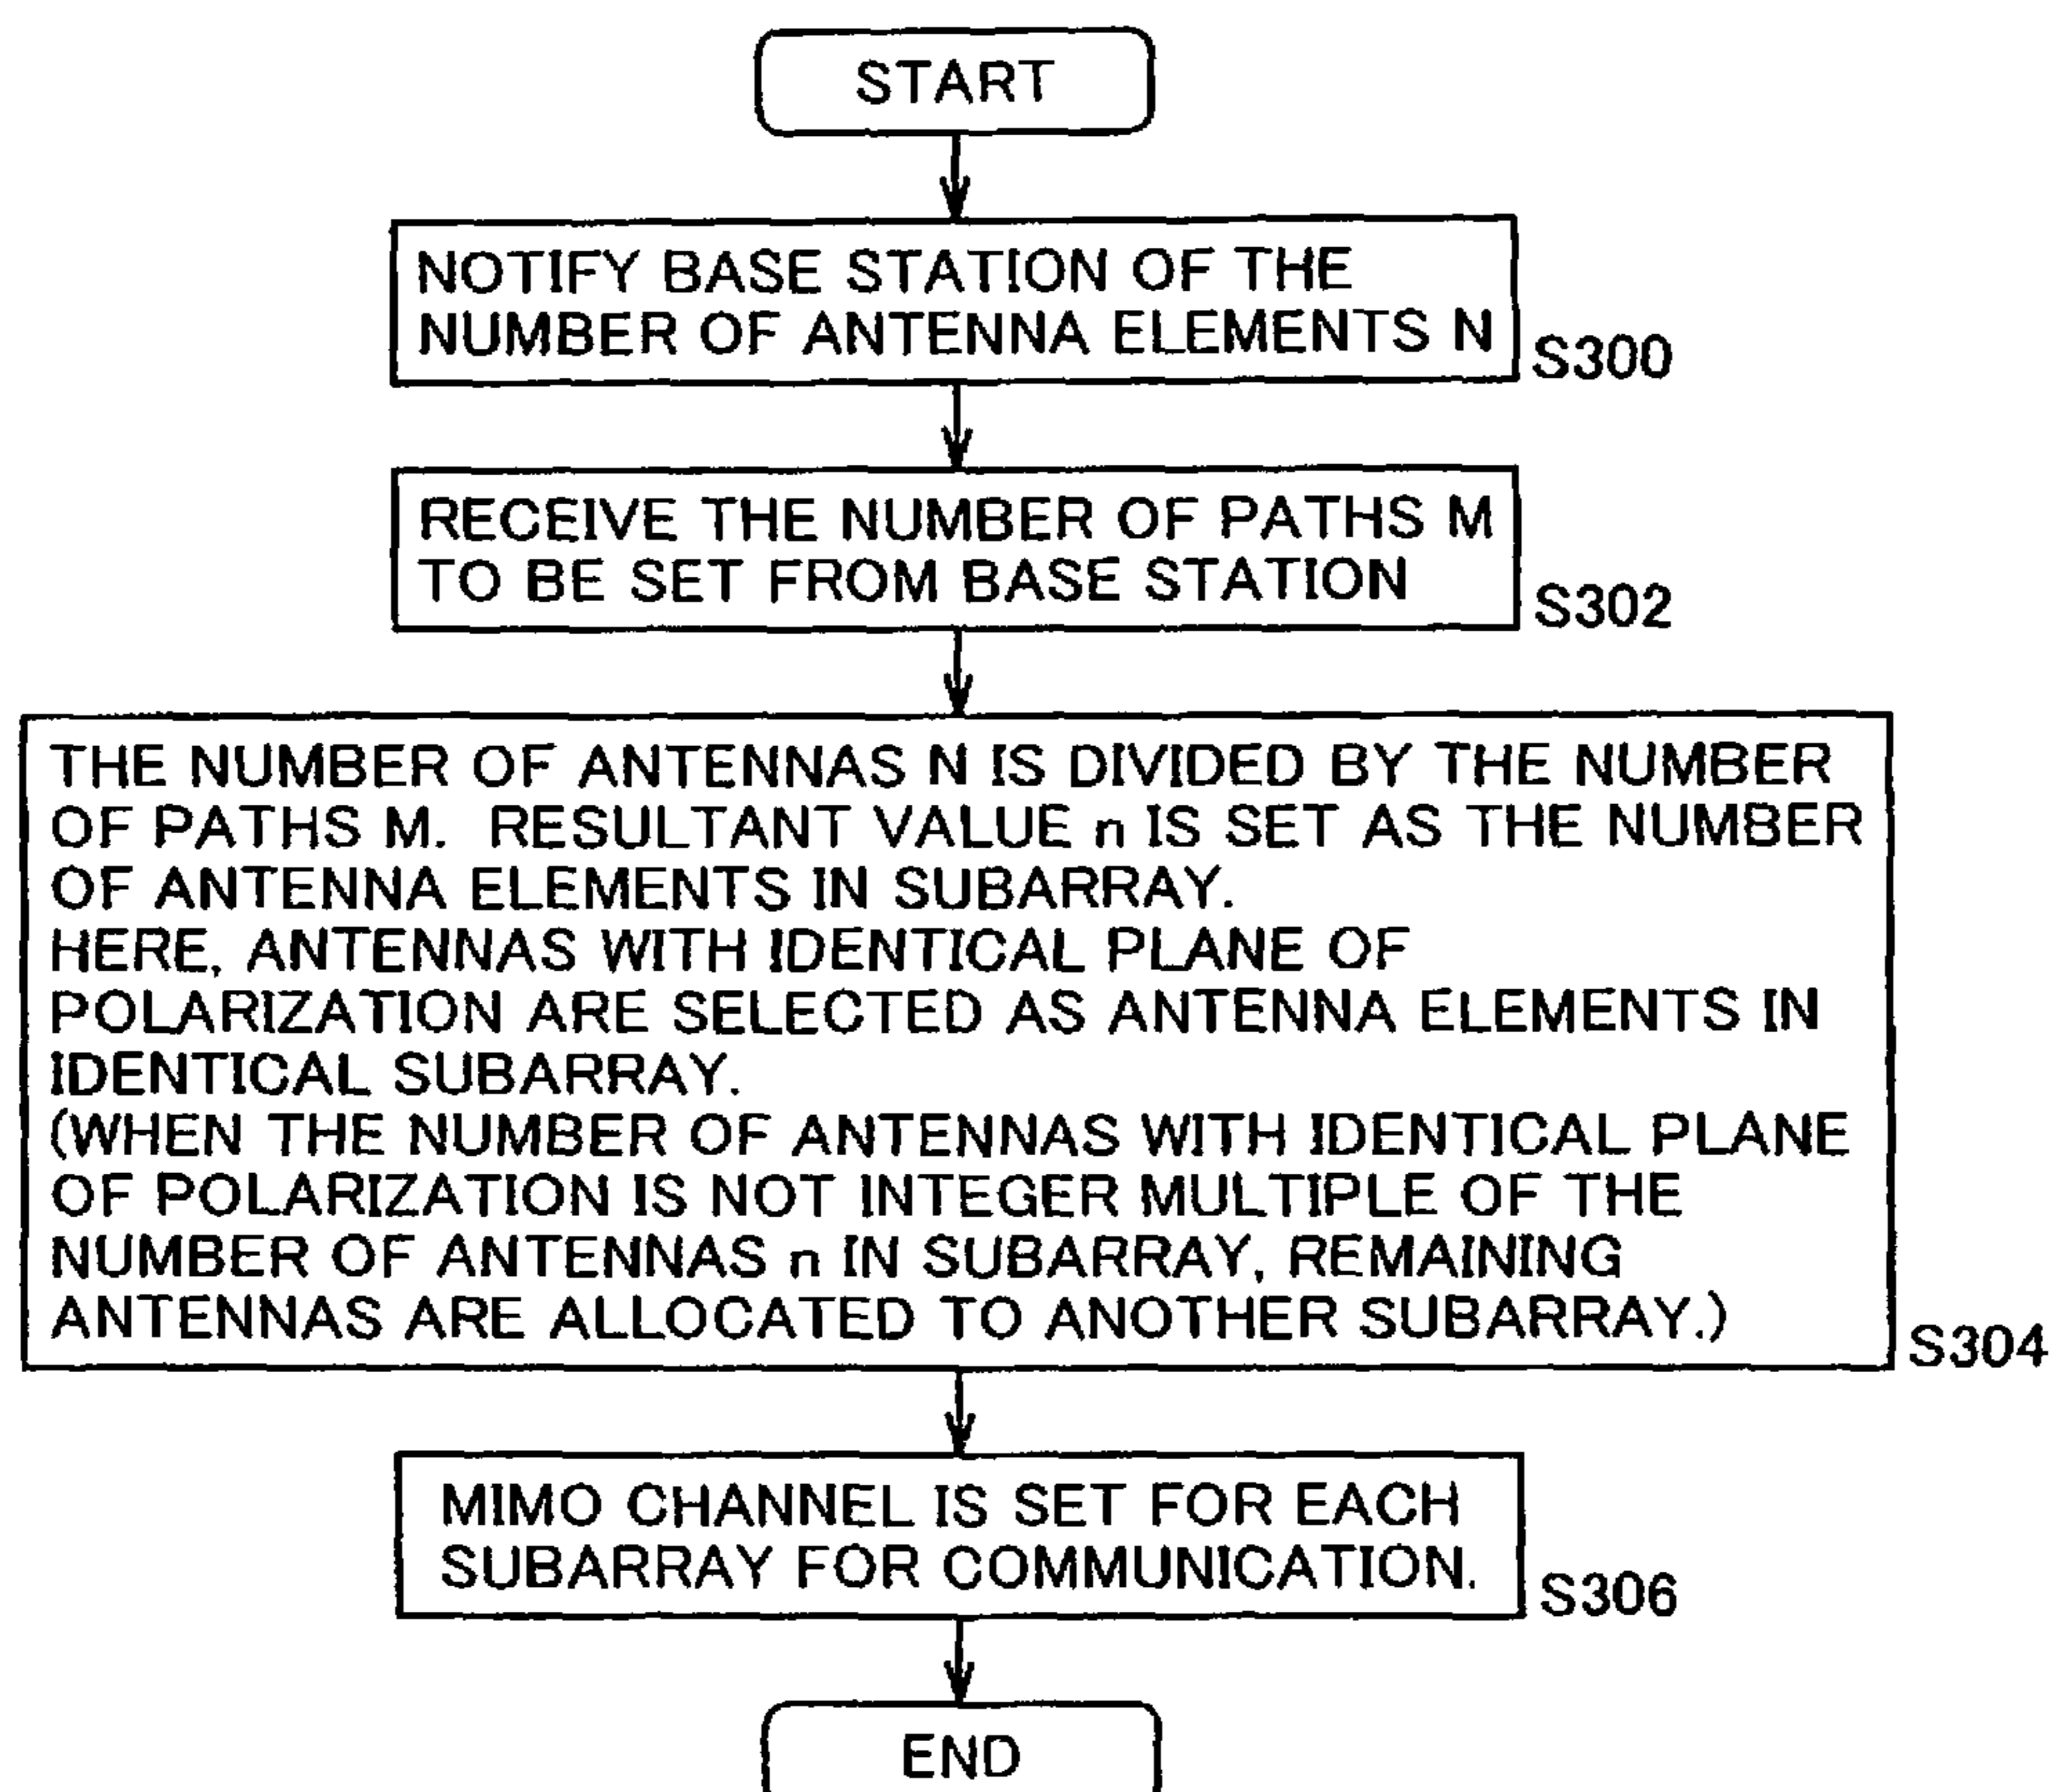 START
NOTIFY BASE STATION OF THE
NUMBER OF ANTENNA ELEMENTS N
S300
RECEIVE THE NUMBER OF PATHS M
TO BE SET FROM BASE STATION
S302
THE NUMBER OF ANTENNAS N IS DIVIDED BY THE NUMBER
OF PATHS M. RESULTANT VALUE n IS SET AS THE NUMBER
OF ANTENNA ELEMENTS IN SUBARRAY.
HERE, ANTENNAS WITH IDENTICAL PLANE OF
POLARIZATION ARE SELECTED AS ANTENNA ELEMENTS IN
IDENTICAL SUBARRAY.
(WHEN THE NUMBER OF ANTENNAS WITH IDENTICAL PLANE
OF POLARIZATION IS NOT INTEGER MULTIPLE OF THE
NUMBER OF ANTENNAS n IN SUBARRAY, REMAINING
ANTENNAS ARE ALLOCATED TO ANOTHER SUBARRAY.)
S304
MIMO CHANNEL IS SET FOR EACH
SUBARRAY FOR COMMUNICATION.
S306
END